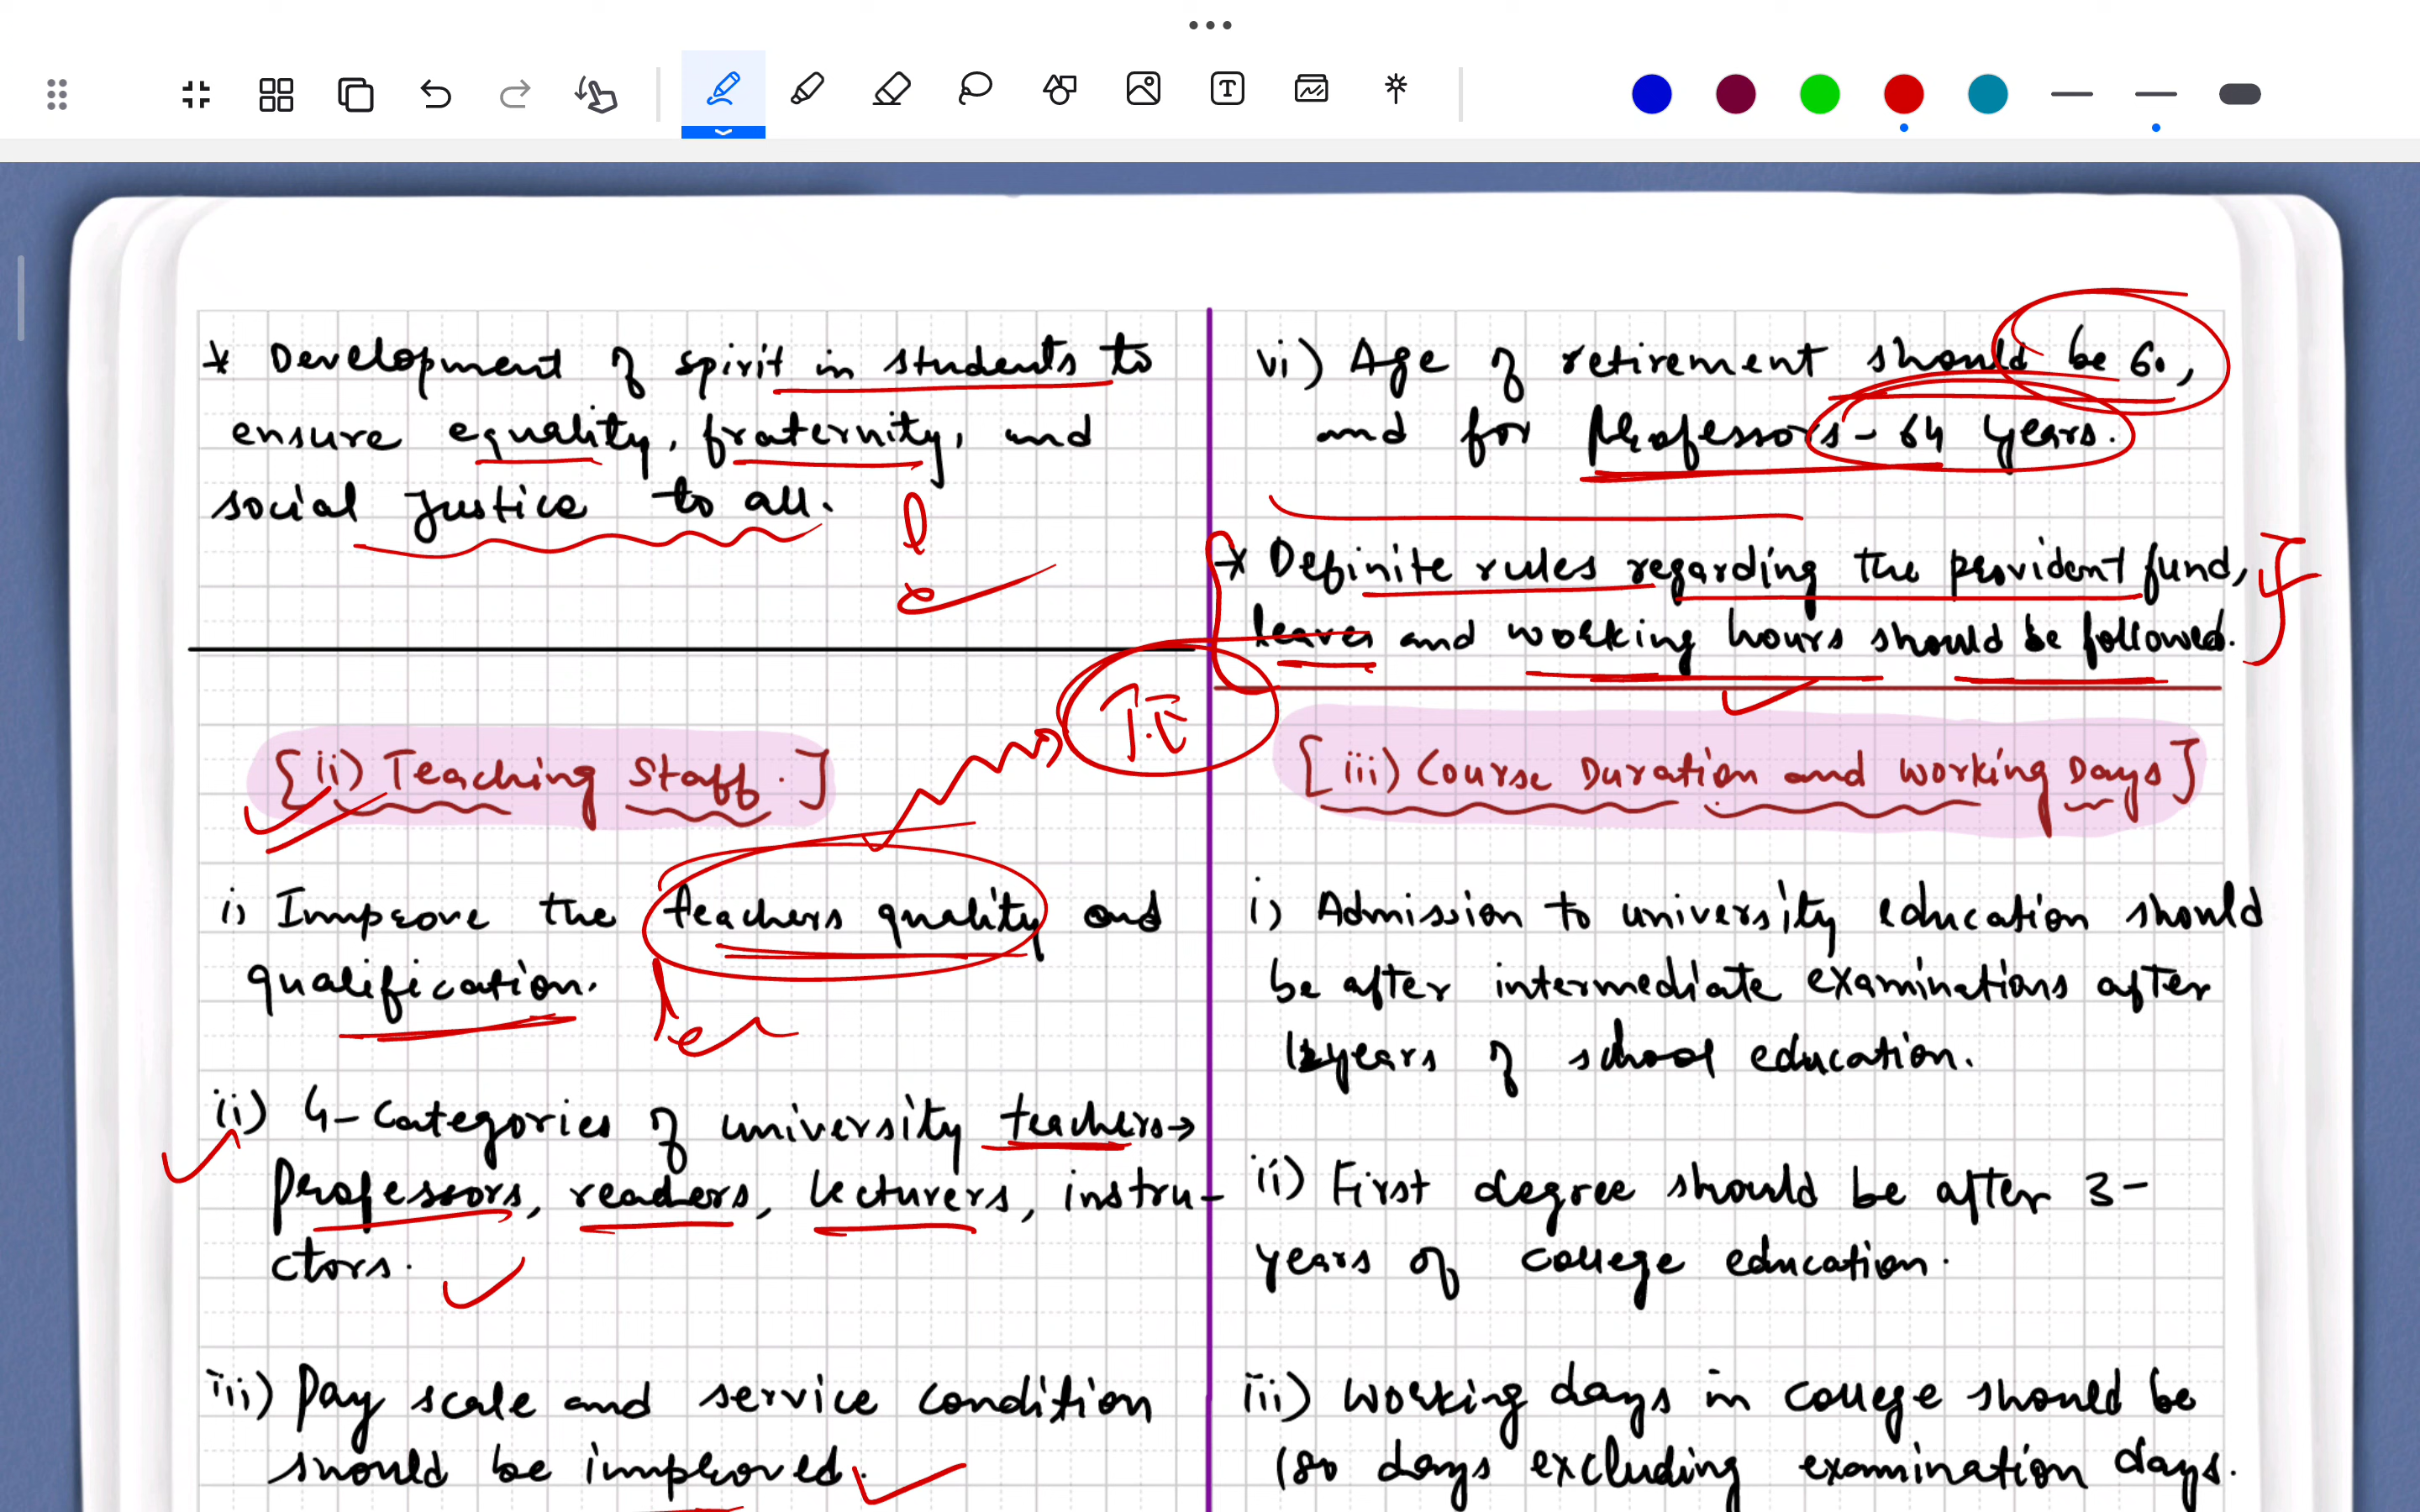 * Development of spirit in students to
ensure equality, fraternity, and
social justice to all.
[ii) Teaching Staff.]
i) Improve the teachers quality and
qualification.
ii) 4-Categories of university teachers→
Professors, readers, lecturers, instru-
ctors.
iii) Pay scale and service condition
should be improved.
vi) Age of retirement should be 60,
and for Professors - 64 years.
* Definite rules regarding the provident fund,
leaves and working hours should be followed.
[iii) Course Duration and working Days]
i) Admission to university education should
be after intermediate examinations after
12years of school education.
ii) First degree should be after 3-
years of college education.
iii) Working days in college should be
180 days excluding examination days.